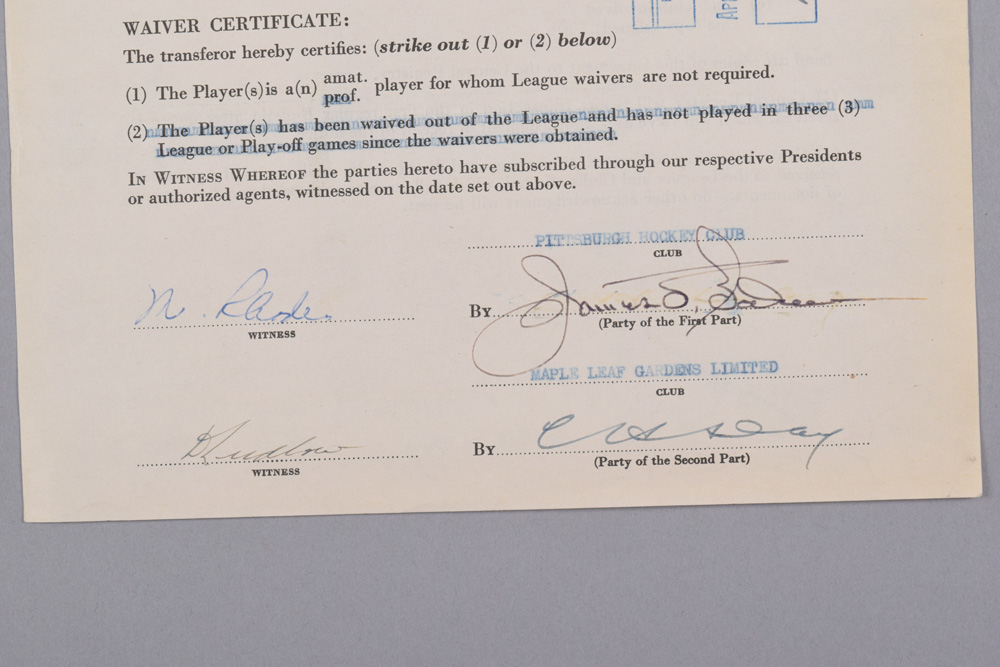 WAIVER CERTIFICATE:
The transferor hereby certifies: (strike out (1) or (2) below)
(1) The Player(s)is a(n) amat. prof. player for whom League waivers are not required.
(2) The Player(s) has been waived out of the League and has not played in three (3)
League or Play-off games since the waivers were obtained.
IN WITNESS WHEREOF the parties hereto have subscribed through our respective Presidents
or authorized agents, witnessed on the date set out above.
PITTSBURGH HOCKEY CLUB
CLUB
M. Rhodes
WITNESS
BY
James
(Party of the First Part)
MAPLE LEAF GARDENS LIMITED
CLUB
D Ludlow
WITNESS
BY C H S Day
(Party of the Second Part)